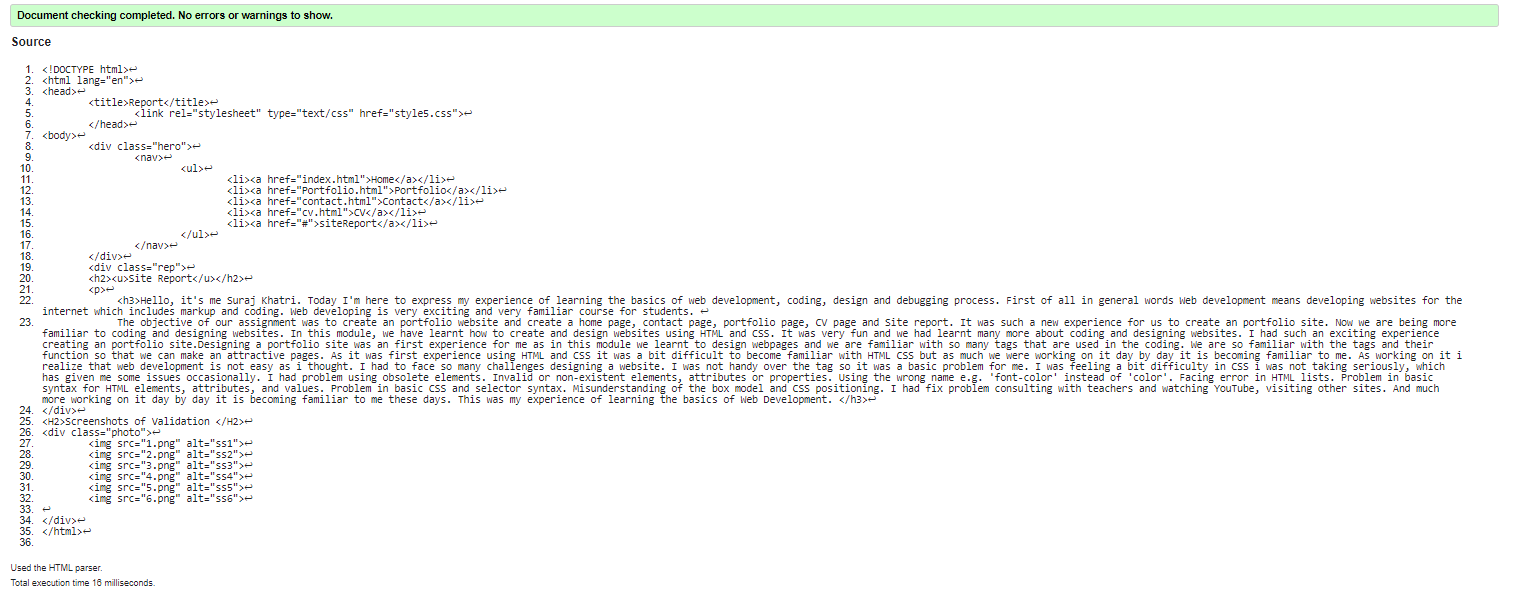 Document checking completed. No errors or warnings to show.
Source
1. <!DOCTYPE html>↩
2. <html lang="en">↩
3. <head>↩
4. <title>Report</title>↩
5. <link rel="stylesheet" type="text/css" href="style5.css">↩
6. </head>↩
7. <body>↩
8. <div class="hero">↩
9. <nav>↩
10. <ul>↩
11. <li><a href="index.html">Home</a></li>↩
12. <li><a href="Portfolio.html">Portfolio</a></li>↩
13. <li><a href="contact.html">Contact</a></li>↩
14. <li><a href="cv.html">CV</a></li>↩
15. <li><a href="#">siteReport</a></li>↩
16. </ul>↩
17. </nav>↩
18. </div>↩
19. <div class="rep">↩
20. <h2><u>Site Report</u></h2>↩
21. <p>↩
22. <h3>Hello, it's me Suraj Khatri. Today I'm here to express my experience of learning the basics of web development, coding, design and debugging process. First of all in general words Web development means developing websites for the
internet which includes markup and coding. Web developing is very exciting and very familiar course for students. ↩
23. The objective of our assignment was to create an portfolio website and create a home page, contact page, portfolio page, CV page and Site report. It was such a new experience for us to create an portfolio site. Now we are being more
familiar to coding and designing websites. In this module, we have learnt how to create and design websites using HTML and CSS. It was very fun and we had learnt many more about coding and designing websites. I had such an exciting experience
creating an portfolio site.Designing a portfolio site was an first experience for me as in this module we learnt to design webpages and we are familiar with so many tags that are used in the coding. We are so familiar with the tags and their
function so that we can make an attractive pages. As it was first experience using HTML and CSS it was a bit difficult to become familiar with HTML CSS but as much we were working on it day by day it is becoming familiar to me. As working on it i
realize that web development is not easy as i thought. I had to face so many challenges designing a website. I was not handy over the tag so it was a basic problem for me. I was feeling a bit difficulty in CSS i was not taking seriously, which
has given me some issues occasionally. I had problem using obsolete elements. Invalid or non-existent elements, attributes or properties. Using the wrong name e.g. 'font-color' instead of 'color'. Facing error in HTML lists. Problem in basic
syntax for HTML elements, attributes, and values. Problem in basic CSS and selector syntax. Misunderstanding of the box model and CSS positioning. I had fix problem consulting with teachers and watching YouTube, visiting other sites. And much
more working on it day by day it is becoming familiar to me these days. This was my experience of learning the basics of Web Development. </h3>↩
24. </div>↩
25. <H2>Screenshots of Validation </H2>↩
26. <div class="photo">↩
27. <img src="1.png" alt="ss1">↩
28. <img src="2.png" alt="ss2">↩
29. <img src="3.png" alt="ss3">↩
30. <img src="4.png" alt="ss4">↩
31. <img src="5.png" alt="ss5">↩
32. <img src="6.png" alt="ss6">↩
33. ↩
34. </div>↩
35. </html>↩
36.
Used the HTML parser.
Total execution time 16 milliseconds.